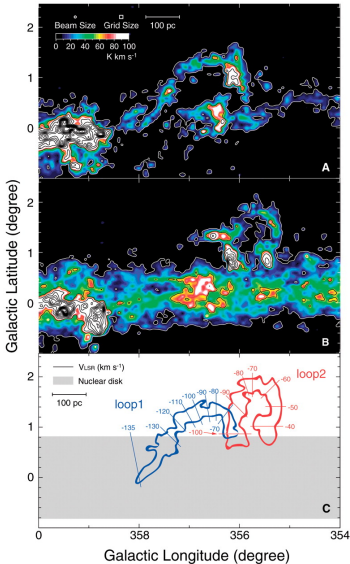 Beam Size Grid Size
100 pc
0 20 40 60 80 100
K km s⁻¹
2
1
0
A
2
1
0
B
Galactic Latitude (degree)
V_LSR (km s⁻¹)
Nuclear disk
100 pc
loop1
loop2
-135
-130
-120
-110
-100
-90
-80
-70
-100
-90
-80
-70
-60
-50
-40
2
1
0
C
0 358 356 354
Galactic Longitude (degree)